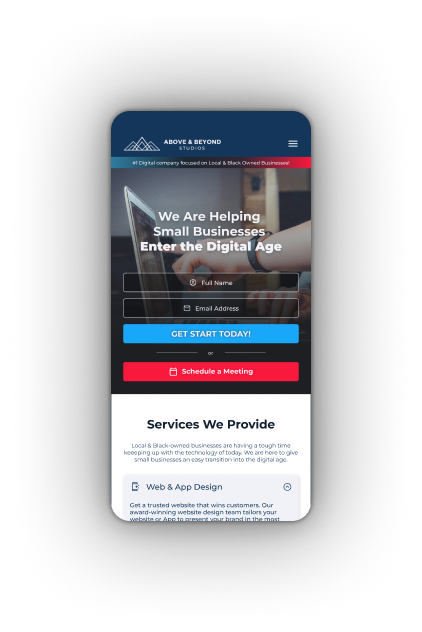 ABOVE & BEYOND
STUDIOS
#1 Digital company focused on Local & Black Owned Businesses!
We Are Helping
Small Businesses
Enter the Digital Age
Full Name
Email Address
GET START TODAY!
or
Schedule a Meeting
Services We Provide
Local & Black-owned businesses are having a tough time
keeeping up with the technology of today. We are here to give
small businesses an easy transition into the digital age.
Web & App Design
Get a trusted website that wins customers. Our
award-winning website design team tailors your
website or App to present your brand in the most